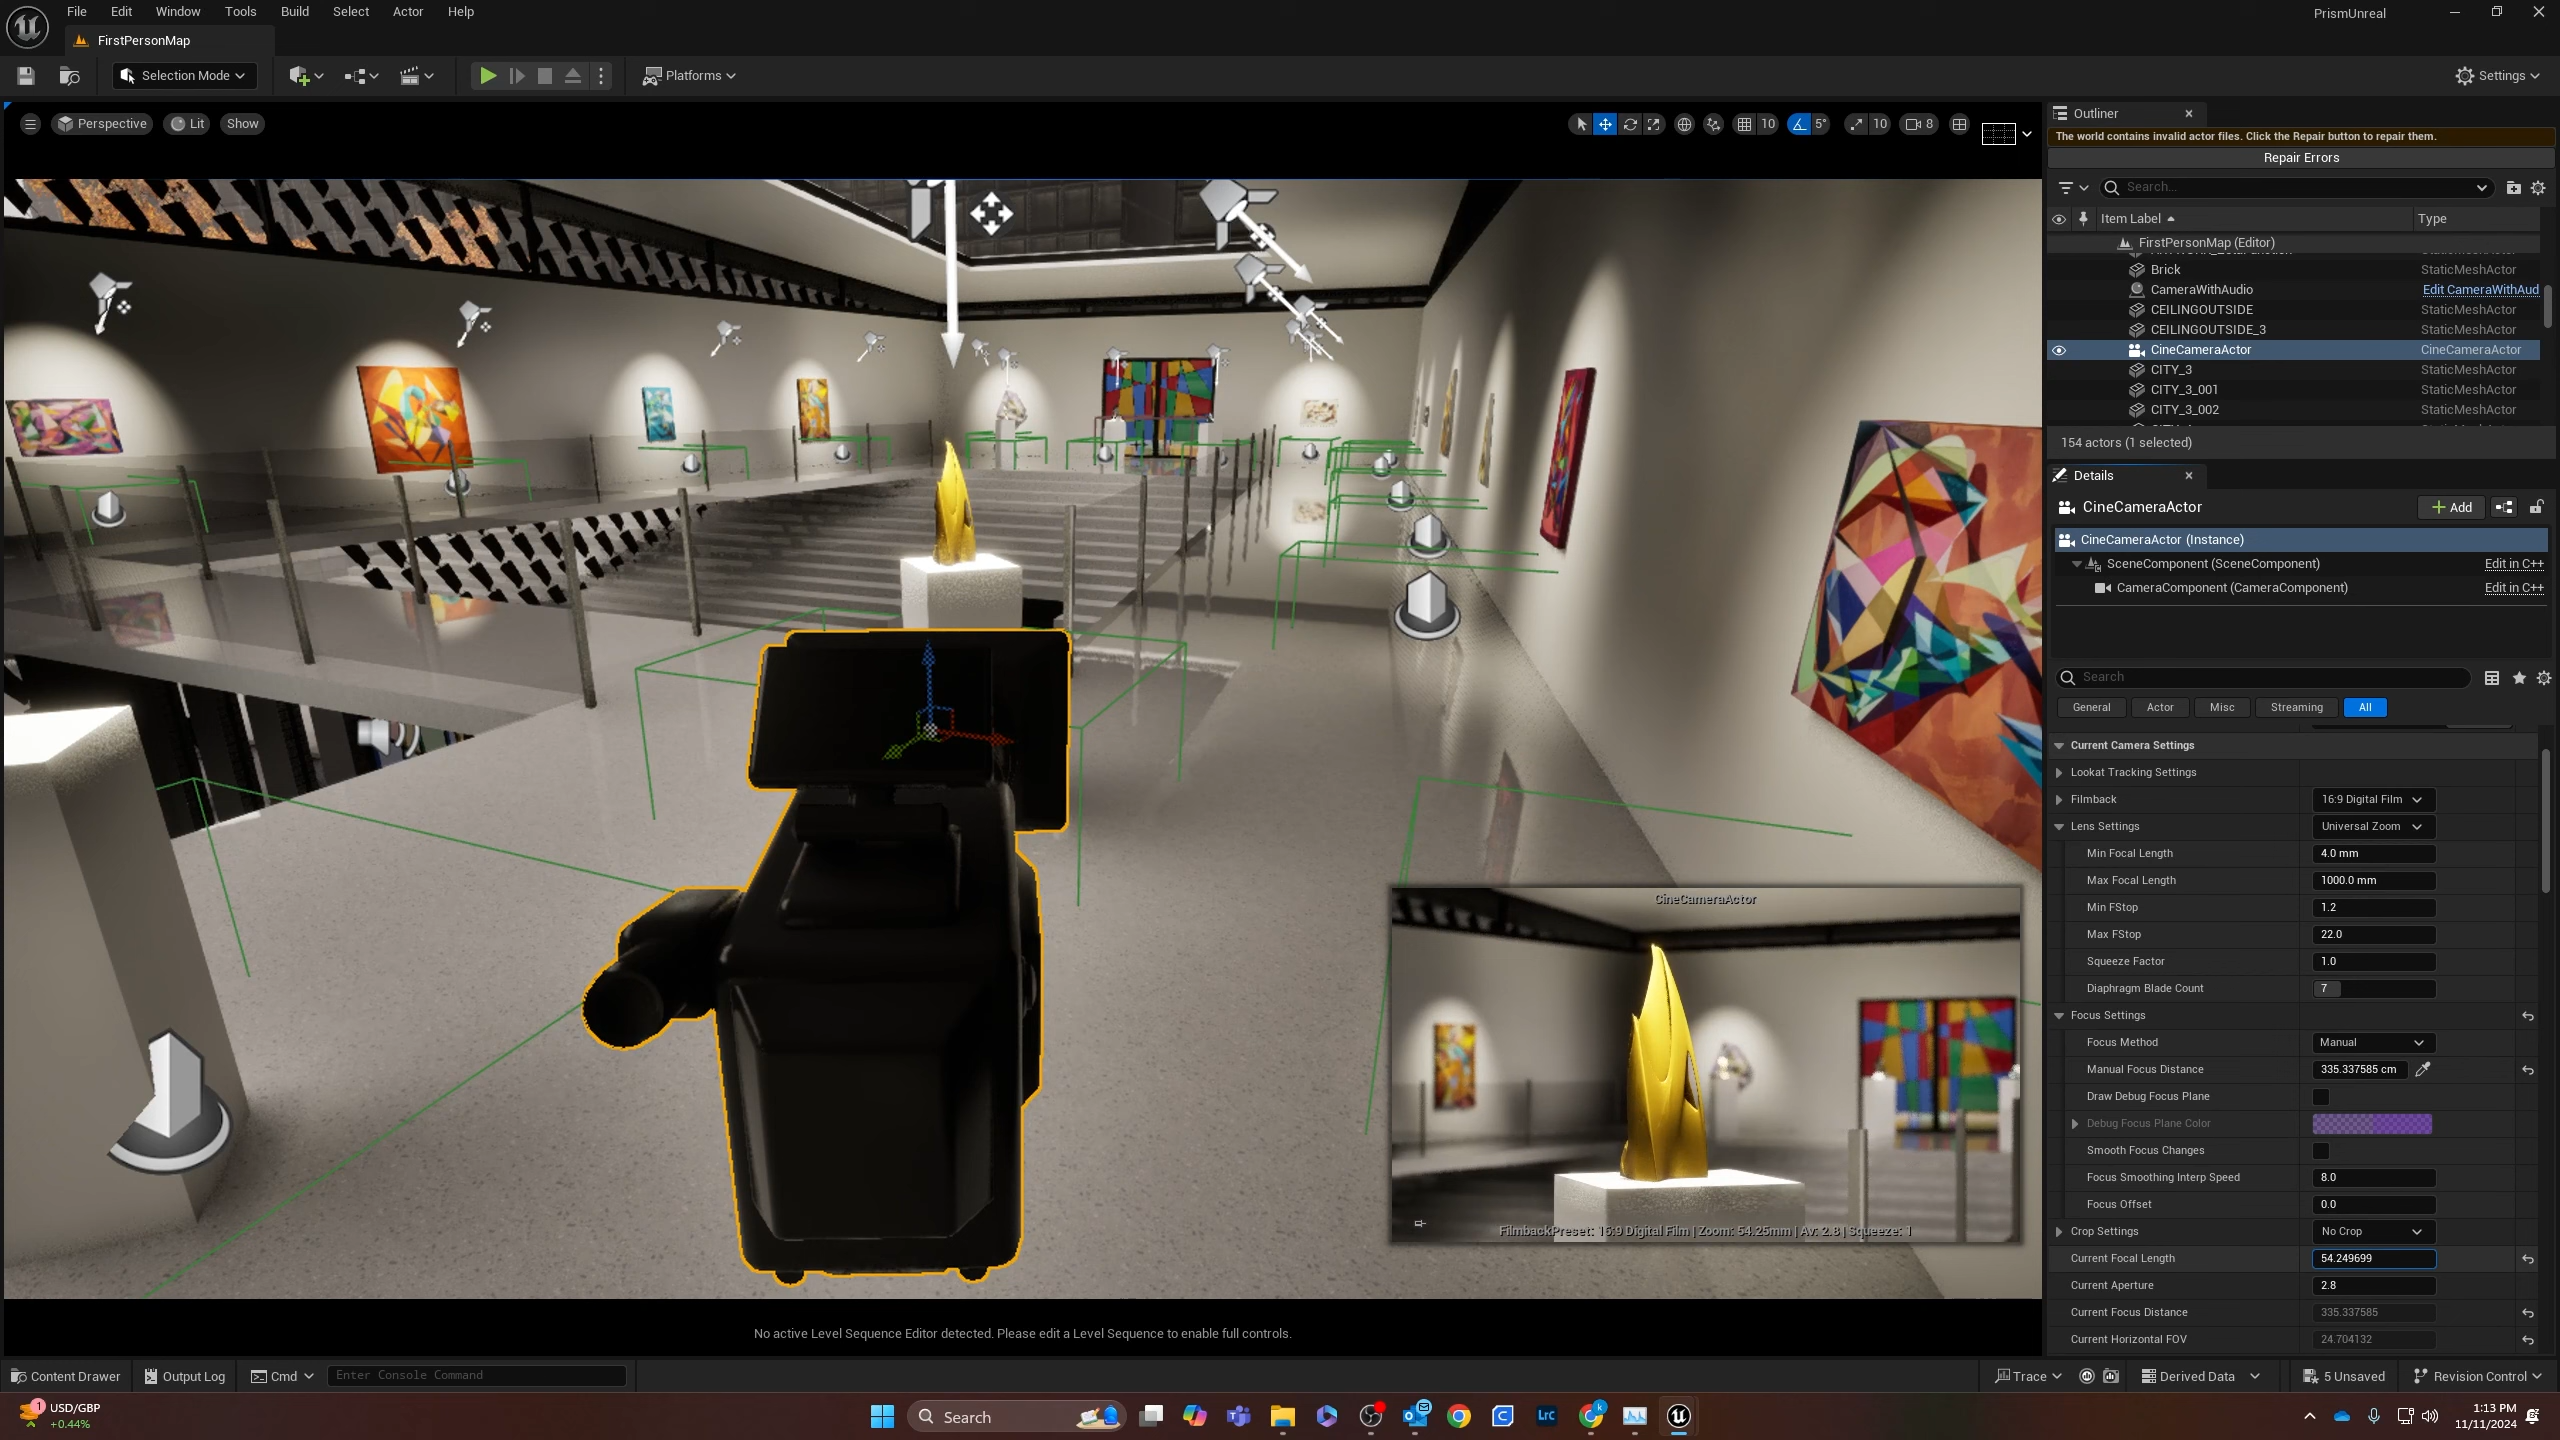 File Edit Window Tools Build Select Actor Help
PrismUnreal
FirstPersonMap
Selection Mode
Platforms
Settings
Perspective
Lit
Show
10
5°
10
8
Outliner
The world contains invalid actor files. Click the Repair button to repair them.
Repair Errors
Search...
Item Label
Type
FirstPersonMap (Editor)
Brick StaticMeshActor
CameraWithAudio Edit CameraWithAud
CEILINGOUTSIDE StaticMeshActor
CEILINGOUTSIDE_3 StaticMeshActor
CineCameraActor CineCameraActor
CITY_3 StaticMeshActor
CITY_3_001 StaticMeshActor
CITY_3_002 StaticMeshActor
154 actors (1 selected)
Details
CineCameraActor
Add
CineCameraActor (Instance)
SceneComponent (SceneComponent) Edit in C++
CameraComponent (CameraComponent) Edit in C++
Search
General Actor Misc Streaming All
Current Camera Settings
Lookat Tracking Settings
Filmback 16:9 Digital Film
Lens Settings Universal Zoom
Min Focal Length 4.0 mm
Max Focal Length 1000.0 mm
Min FStop 1.2
Max FStop 22.0
Squeeze Factor 1.0
Diaphragm Blade Count 7
Focus Settings
Focus Method Manual
Manual Focus Distance 335.337585 cm
Draw Debug Focus Plane
Debug Focus Plane Color
Smooth Focus Changes
Focus Smoothing Interp Speed 8.0
Focus Offset 0.0
Crop Settings No Crop
Current Focal Length 54.249699
Current Aperture 2.8
Current Focus Distance 335.337585
Current Horizontal FOV 24.704132
CineCameraActor
FilmbackPreset: 16:9 Digital Film | Zoom: 54.25mm | Av: 2.8 | Squeeze: 1
No active Level Sequence Editor detected. Please edit a Level Sequence to enable full controls.
Content Drawer
Output Log
Cmd
Enter Console Command
Trace
Derived Data
5 Unsaved
Revision Control
1
USD/GBP
+0.44%
Search
LrC
k
1:13 PM
11/11/2024